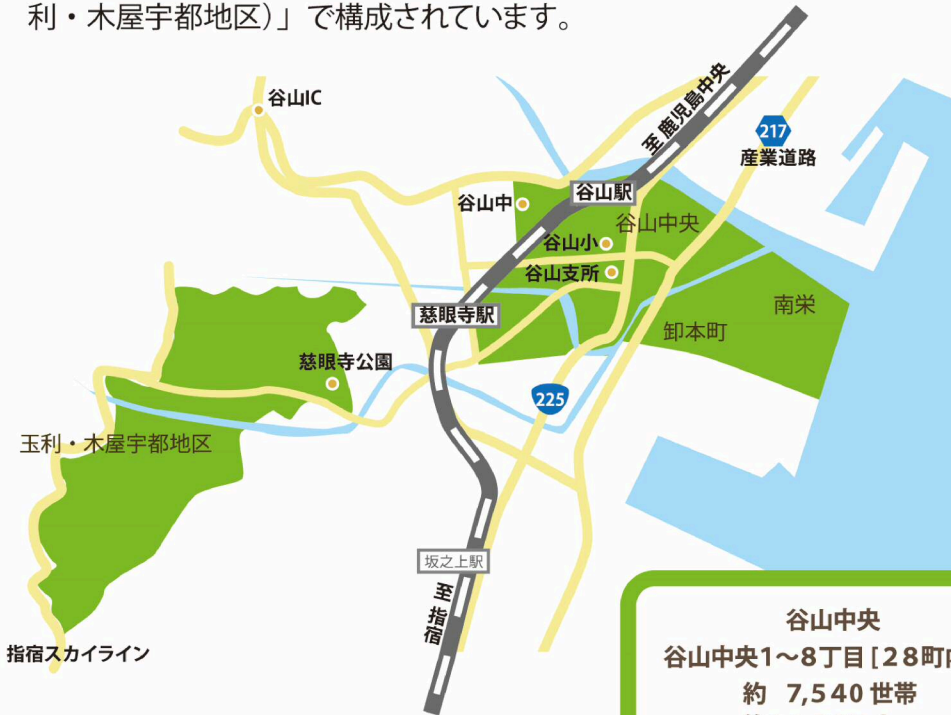 利・木屋宇都地区)」で構成されています。
谷山IC
至 鹿児島中央
217
産業道路
谷山駅
谷山中
谷山中央
谷山小
谷山支所
南栄
慈眼寺駅
卸本町
慈眼寺公園
225
玉利・木屋宇都地区
坂之上駅
至 指宿
指宿スカイライン
谷山中央
谷山中央1〜8丁目[28町
約 7,540 世帯